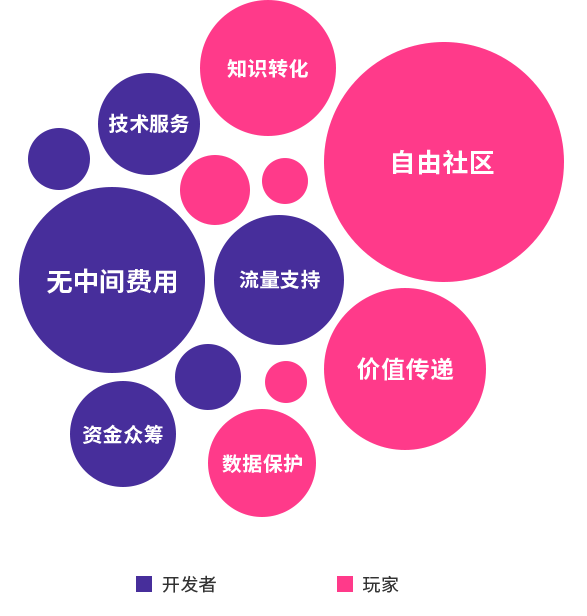 知识转化
技术服务
自由社区
无中间费用
流量支持
价值传递
资金众筹
数据保护
开发者
玩家